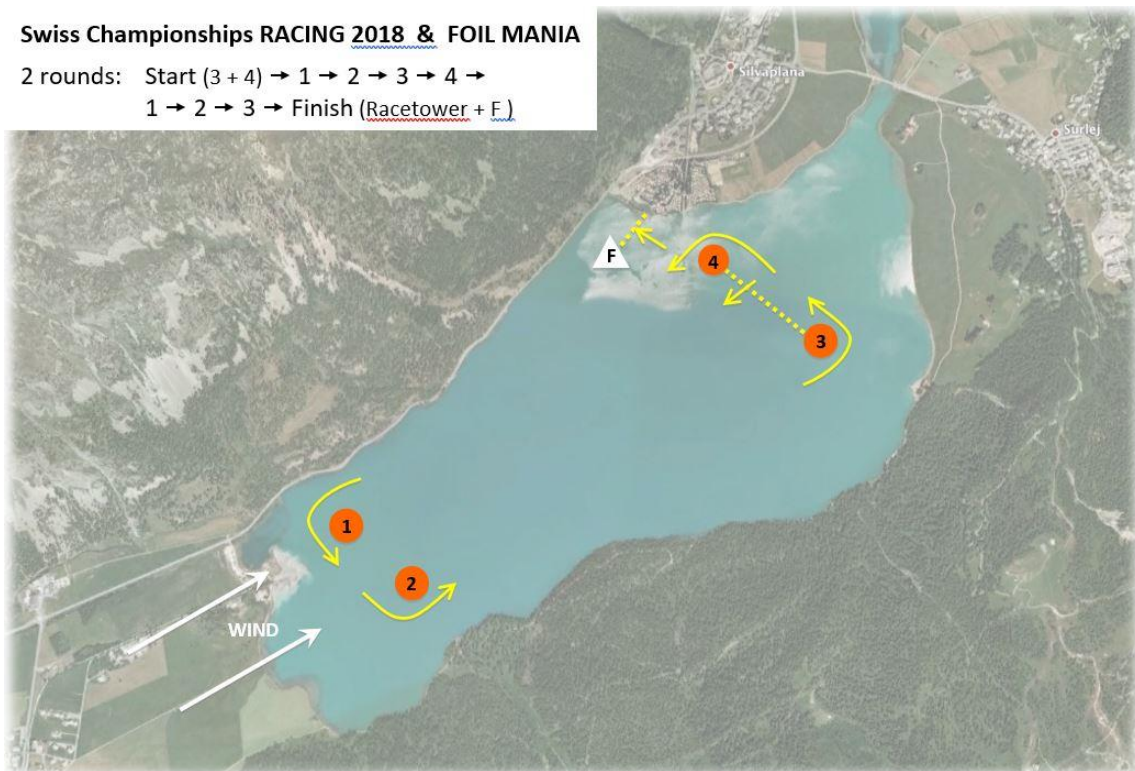 Swiss Championships RACING 2018 & FOIL MANIA
2 rounds: Start (3 + 4) → 1 → 2 → 3 → 4 →
1 → 2 → 3 → Finish (Racetower + F )
Silvaplana
Surlej
F
4
3
1
2
WIND